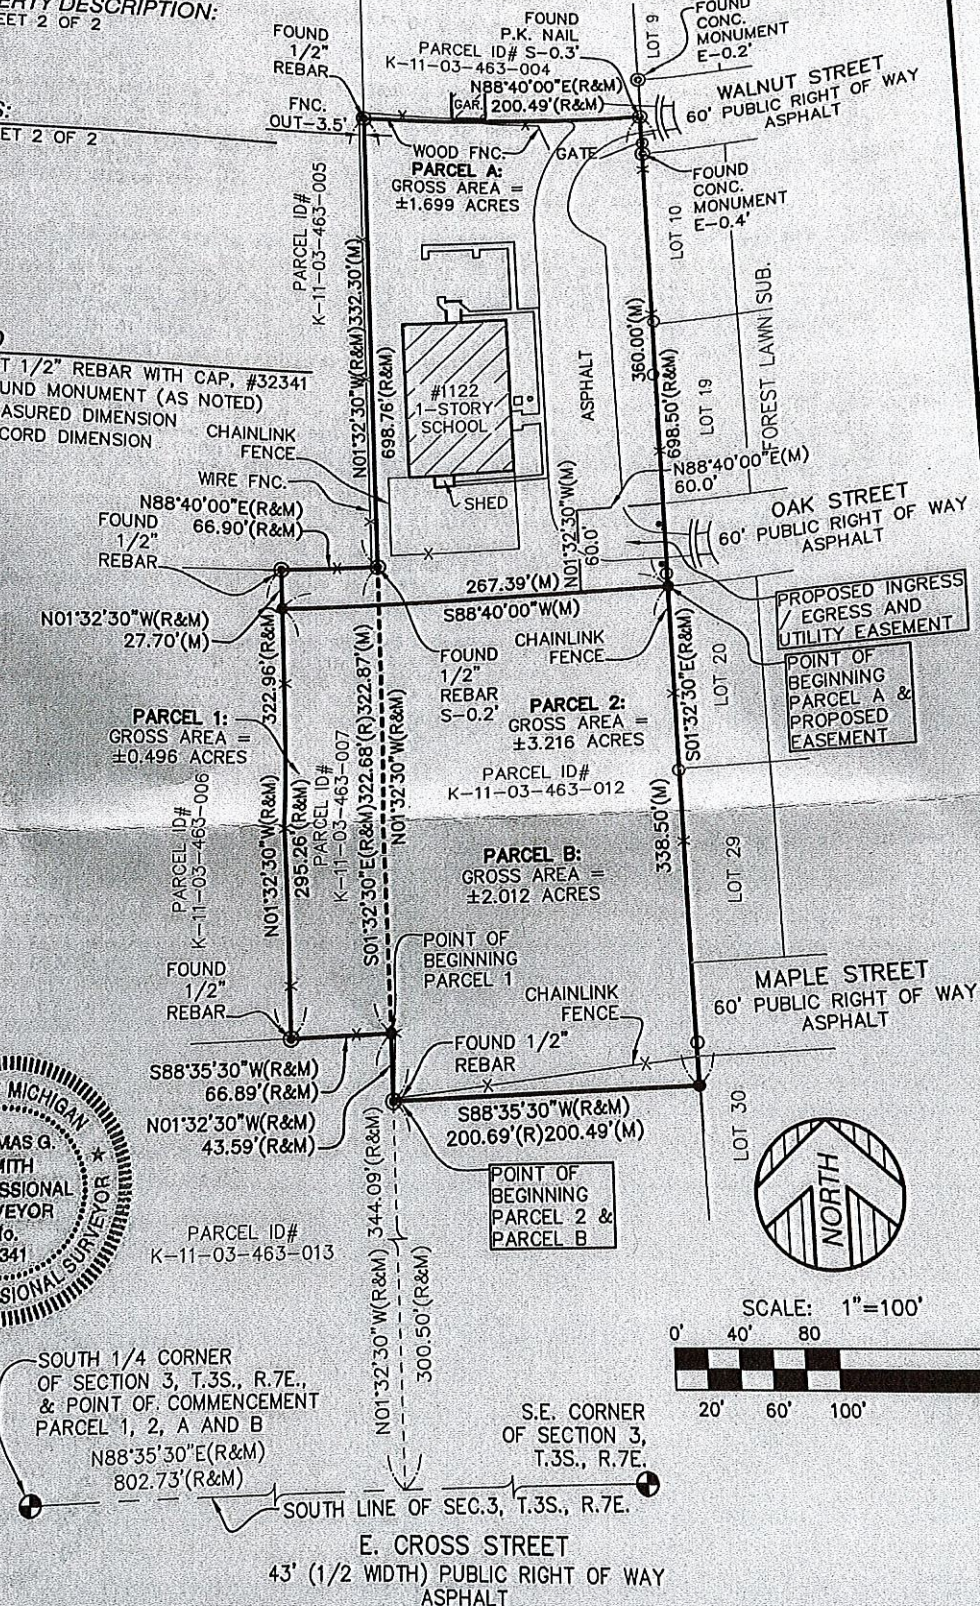 ERTY DESCRIPTION:
EET 2 OF 2
S:
ET 2 OF 2
FOUND
1/2"
REBAR
FNC.
OUT-3.5'
FOUND
P.K. NAIL
PARCEL ID# S-0.3'
K-11-03-463-004
N88°40'00"E(R&M)
GAR. 200.49'(R&M)
LOT 9
FOUND
CONC.
MONUMENT
E-0.2'
WALNUT STREET
60' PUBLIC RIGHT OF WAY
ASPHALT
WOOD FNC.
GATE
PARCEL A:
GROSS AREA =
±1.699 ACRES
FOUND
CONC.
MONUMENT
E-0.4'
LOT 10
PARCEL ID#
K-11-03-463-005
N01°32'30"W(R&M)332.30'(M)
698.76'(R&M)
#1122
1-STORY
SCHOOL
ASPHALT
360.00'(M)
698.50'(R&M)
LOT 19
FOREST LAWN SUB.
T 1/2" REBAR WITH CAP, #32341
UND MONUMENT (AS NOTED)
ASURED DIMENSION
CORD DIMENSION
CHAINLINK
FENCE
WIRE FNC.
SHED
N88°40'00"E(M)
60.0'
N88°40'00"E(R&M)
66.90'(R&M)
FOUND
1/2"
REBAR
N01°32'30"W(M)
60.0'
OAK STREET
60' PUBLIC RIGHT OF WAY
ASPHALT
267.39'(M)
S88°40'00"W(M)
PROPOSED INGRESS
/ EGRESS AND
UTILITY EASEMENT
N01°32'30"W(R&M)
27.70'(M)
CHAINLINK
FENCE
FOUND
1/2"
REBAR
S-0.2'
POINT OF
BEGINNING
PARCEL A &
PROPOSED
EASEMENT
LOT 20
S01°32'30"E(R&M)
PARCEL 1:
GROSS AREA =
±0.496 ACRES
322.96'(R&M)
PARCEL 2:
GROSS AREA =
±3.216 ACRES
PARCEL ID#
K-11-03-463-012
PARCEL ID#
K-11-03-463-006
N01°32'30"W(R&M)
295.26'(R&M)
PARCEL ID#
K-11-03-463-007
S01°32'30"E(R&M)322.68'(R)322.87'(M)
N01°32'30"W(R&M)
PARCEL B:
GROSS AREA =
±2.012 ACRES
338.50'(M)
LOT 29
POINT OF
BEGINNING
PARCEL 1
FOUND
1/2"
REBAR
CHAINLINK
FENCE
MAPLE STREET
60' PUBLIC RIGHT OF WAY
ASPHALT
FOUND 1/2"
REBAR
S88°35'30"W(R&M)
66.89'(R&M)
N01°32'30"W(R&M)
43.59'(R&M)
S88°35'30"W(R&M)
200.69'(R)200.49'(M)
LOT 30
POINT OF
BEGINNING
PARCEL 2 &
PARCEL B
MICHIGAN
MAS G.
MITH
ESSIONAL
VEYOR
No.
341
SIONAL SURVEYOR
PARCEL ID#
K-11-03-463-013
N01°32'30"W(R&M) 344.09'(R&M)
300.50'(R&M)
NORTH
SCALE: 1"=100'
0' 40' 80
20' 60' 100'
SOUTH 1/4 CORNER
OF SECTION 3, T.3S., R.7E.,
& POINT OF COMMENCEMENT
PARCEL 1, 2, A AND B
N88°35'30"E(R&M)
802.73'(R&M)
S.E. CORNER
OF SECTION 3,
T.3S., R.7E.
SOUTH LINE OF SEC.3, T.3S., R.7E.
E. CROSS STREET
43' (1/2 WIDTH) PUBLIC RIGHT OF WAY
ASPHALT